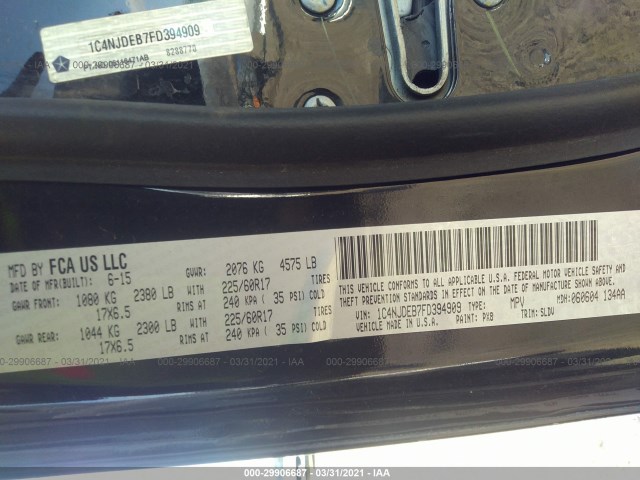 1C4NJDEB7FD394909
8288770
MFD BY FCA US LLC
DATE OF MFR(BUILT): 6-15
GVWR: 2076 KG 4575 LB
GAWR FRONT: 1080 KG 2380 LB WITH 225/60R17 TIRES
17X6.5 RIMS AT 240 KPA ( 35 PSI) COLD
GAWR REAR: 1044 KG 2300 LB WITH 225/60R17 TIRES
17X6.5 RIMS AT 240 KPA ( 35 PSI) COLD
THIS VEHICLE CONFORMS TO ALL APPLICABLE U.S.A. FEDERAL MOTOR VEHICLE SAFETY, BUMPER AND THEFT PREVENTION STANDARDS IN EFFECT ON THE DATE OF MANUFACTURE SHOWN ABOVE.
VIN: 1C4NJDEB7FD394909 TYPE: MPV MDH:060604 134AA
VEHICLE MADE IN U.S.A. PAINT: PX8 TRIM: SLDV
000-29906687 - 03/31/2021 - IAA
000-29906687 - 03/31/2021 - IAA
000-29906687 - 03/31/2021 - IAA